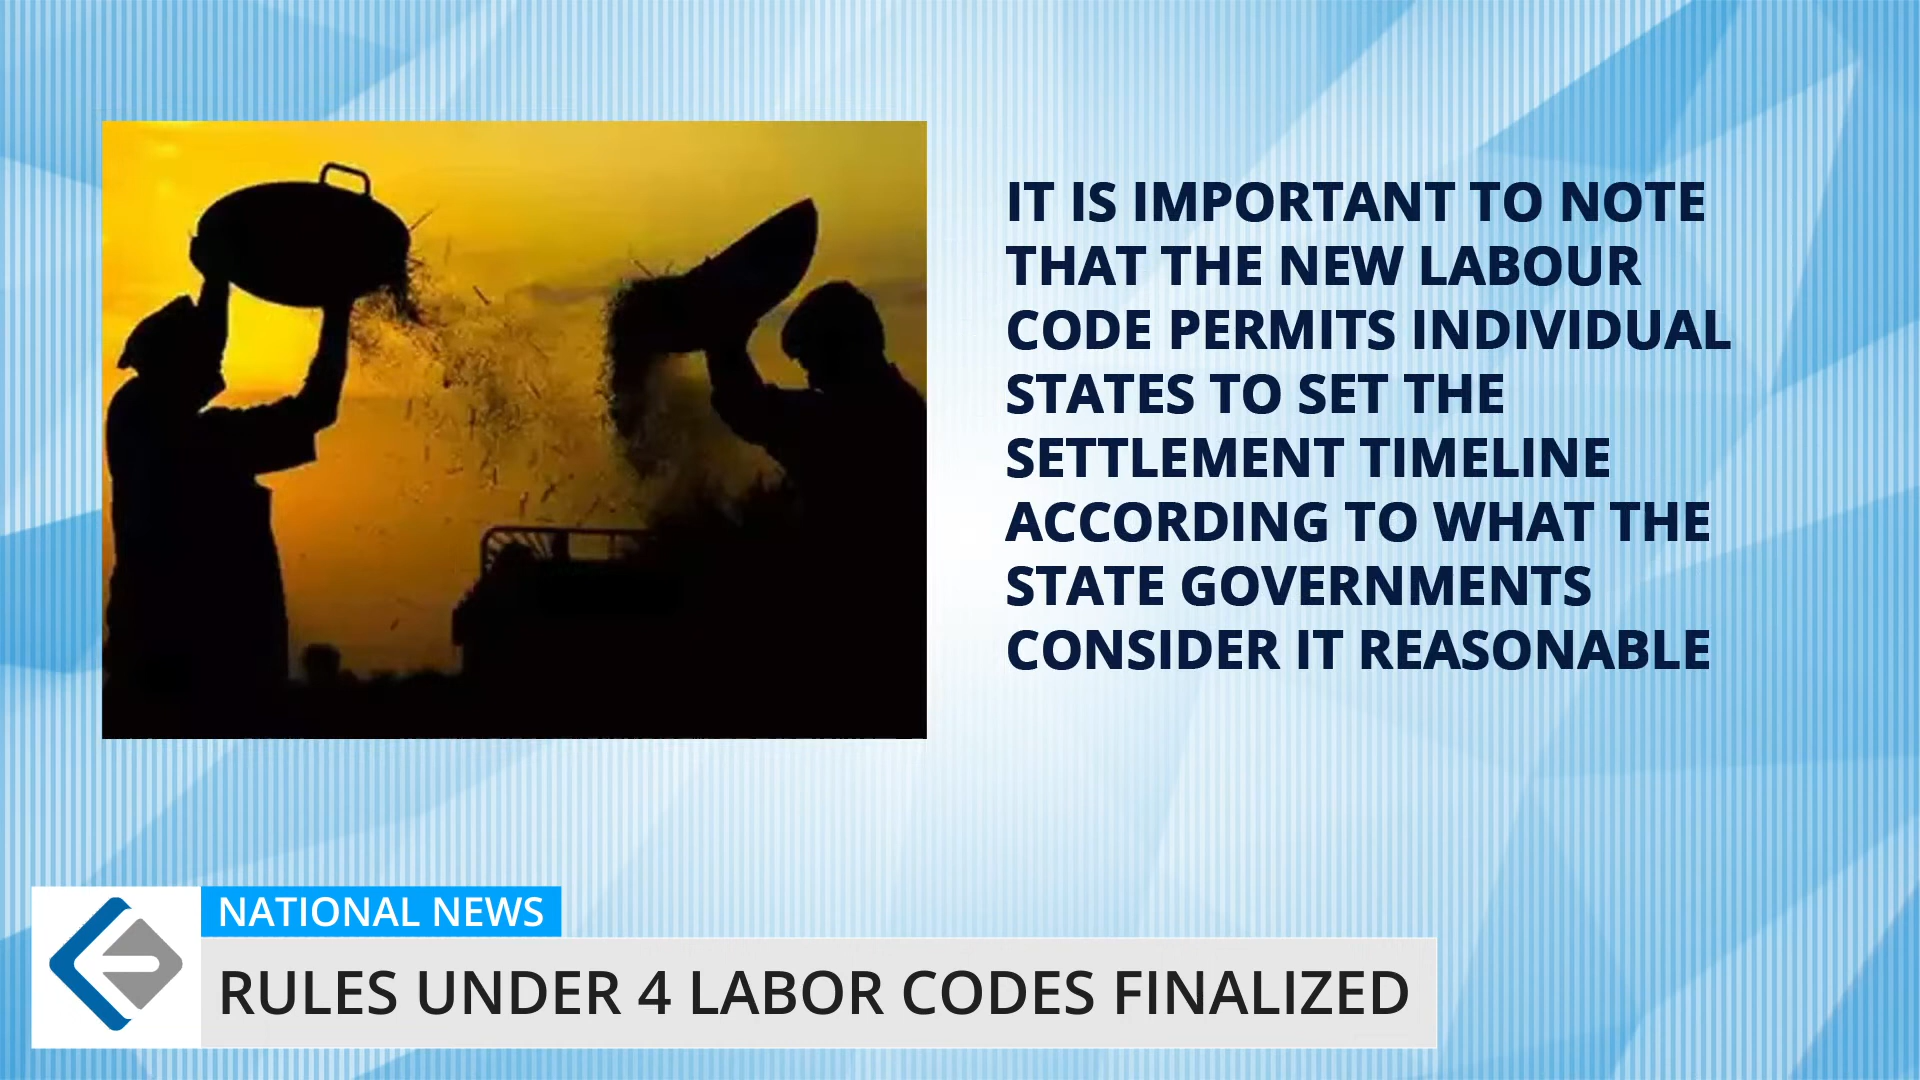 IT IS IMPORTANT TO NOTE
THAT THE NEW LABOUR
CODE PERMITS INDIVIDUAL
STATES TO SET THE
SETTLEMENT TIMELINE
ACCORDING TO WHAT THE
STATE GOVERNMENTS
CONSIDER IT REASONABLE
NATIONAL NEWS
RULES UNDER 4 LABOR CODES FINALIZED